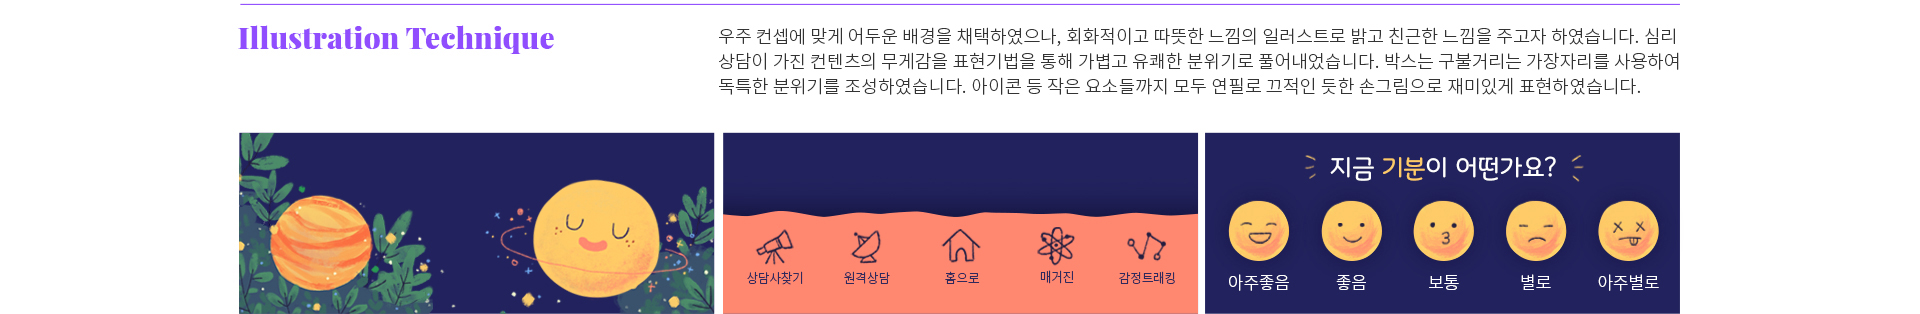 Illustration Technique
우주 컨셉에 맞게 어두운 배경을 채택하였으나, 회화적이고 따뜻한 느낌의 일러스트로 밝고 친근한 느낌을 주고자 하였습니다. 심리
상담이 가진 컨텐츠의 무게감을 표현기법을 통해 가볍고 유쾌한 분위기로 풀어내었습니다. 박스는 구불거리는 가장자리를 사용하여
독특한 분위기를 조성하였습니다. 아이콘 등 작은 요소들까지 모두 연필로 끄적인 듯한 손그림으로 재미있게 표현하였습니다.
상담사찾기 원격상담 홈으로 매거진 감정트래킹
지금 기분이 어떤가요?
아주좋음 좋음 보통 별로 아주별로